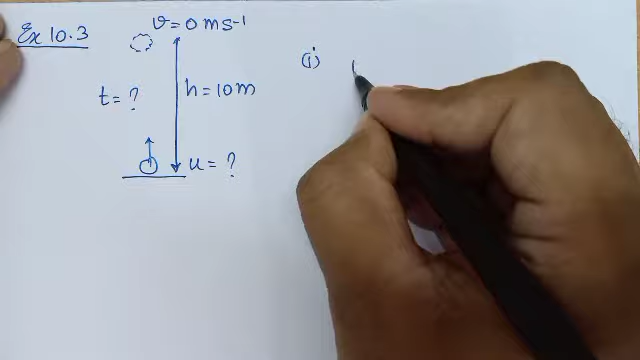 Ex 10.3
v = 0 ms⁻¹
(i)
t = ?
h = 10 m
u = ?